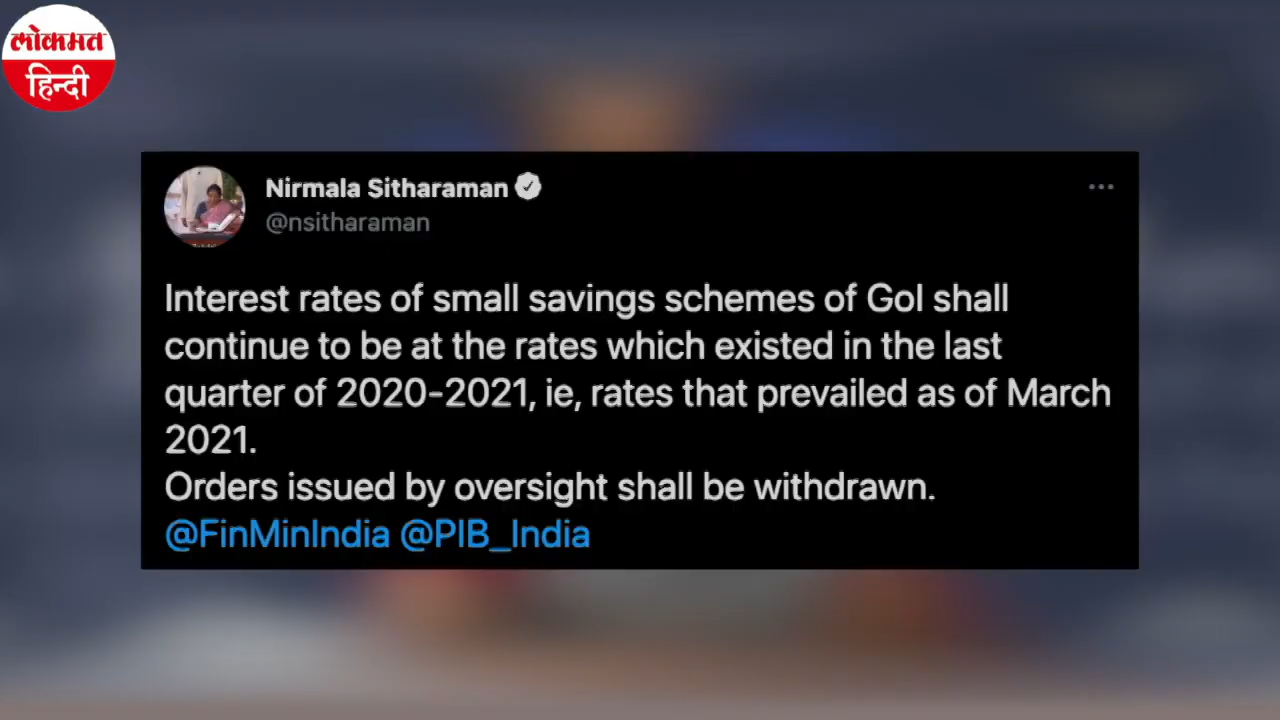 लोकमत
हिन्दी
Nirmala Sitharaman
@nsitharaman
Interest rates of small savings schemes of GoI shall
continue to be at the rates which existed in the last
quarter of 2020-2021, ie, rates that prevailed as of March
2021.
Orders issued by oversight shall be withdrawn.
@FinMinIndia @PIB_India